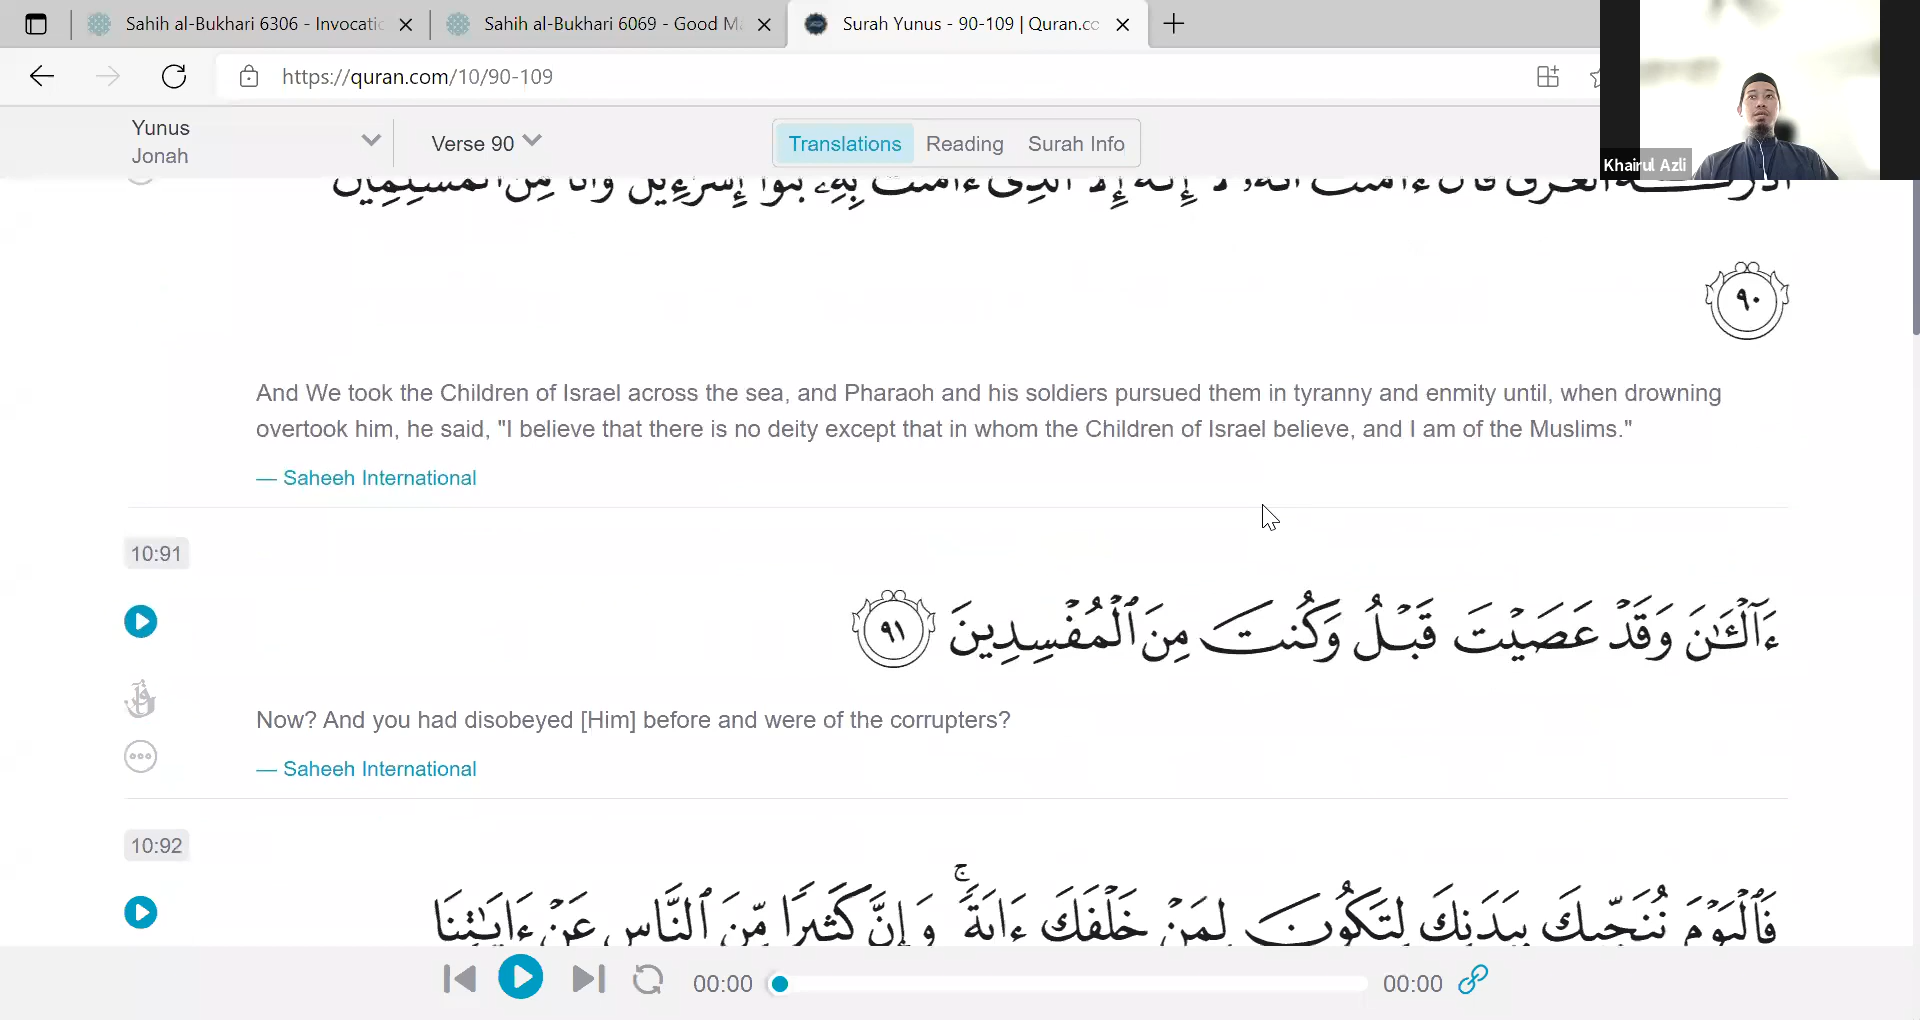 Sahih al-Bukhari 6306 - Invocatic
Sahih al-Bukhari 6069 - Good M
Surah Yunus - 90-109 | Quran.co
https://quran.com/10/90-109
Khairul Azli
Yunus
Jonah
Verse 90
Translations
Reading
Surah Info
٩٠
And We took the Children of Israel across the sea, and Pharaoh and his soldiers pursued them in tyranny and enmity until, when drowning
overtook him, he said, "I believe that there is no deity except that in whom the Children of Israel believe, and I am of the Muslims."
— Saheeh International
10:91
ءَآلْـَٔـٰنَ وَقَدْ عَصَيْتَ قَبْلُ وَكُنتَ مِنَ ٱلْمُفْسِدِينَ ٩١
Now? And you had disobeyed [Him] before and were of the corrupters?
— Saheeh International
10:92
فَٱلْيَوْمَ نُنَجِّيكَ بِبَدَنِكَ لِتَكُونَ لِمَنْ خَلْفَكَ ءَايَةً ۚ وَإِنَّ كَثِيرًا مِّنَ ٱلنَّاسِ عَنْ ءَايَـٰتِنَا
00:00
00:00